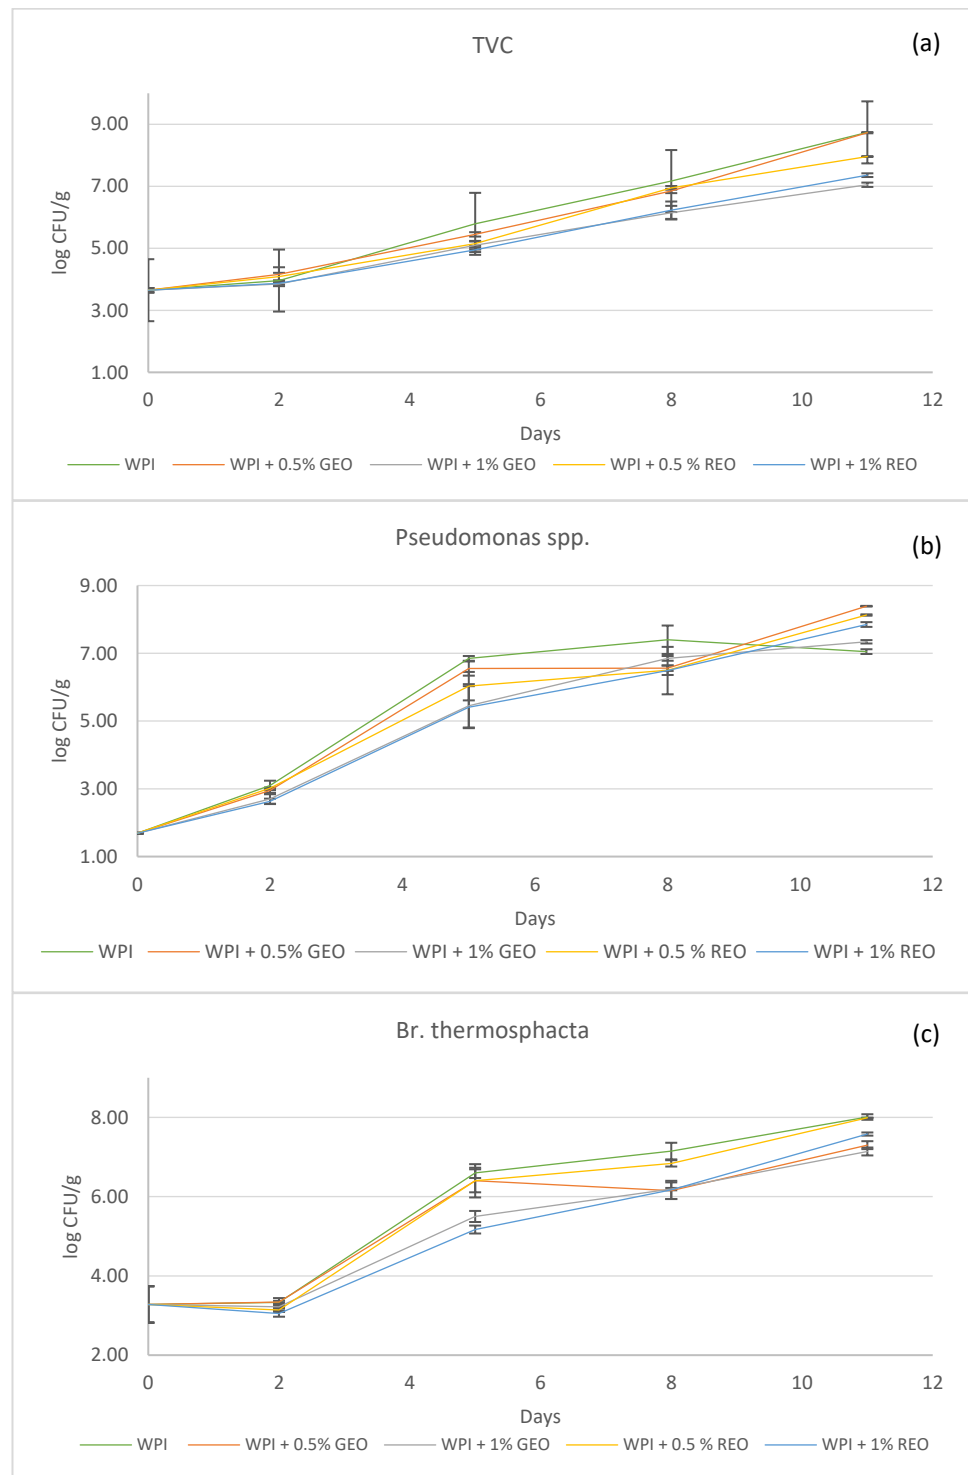 TVC
(a)
9.00
7.00
5.00
3.00
1.00
log CFU/g
0 2 4 6 8 10 12
Days
WPI WPI + 0.5% GEO WPI + 1% GEO WPI + 0.5 % REO WPI + 1% REO
Pseudomonas spp.
(b)
9.00
7.00
5.00
3.00
1.00
log CFU/g
0 2 4 6 8 10 12
Days
WPI WPI + 0.5% GEO WPI + 1% GEO WPI + 0.5 % REO WPI + 1% REO
Br. thermosphacta
(c)
8.00
6.00
4.00
2.00
log CFU/g
0 2 4 6 8 10 12
Days
WPI WPI + 0.5% GEO WPI + 1% GEO WPI + 0.5 % REO WPI + 1% REO